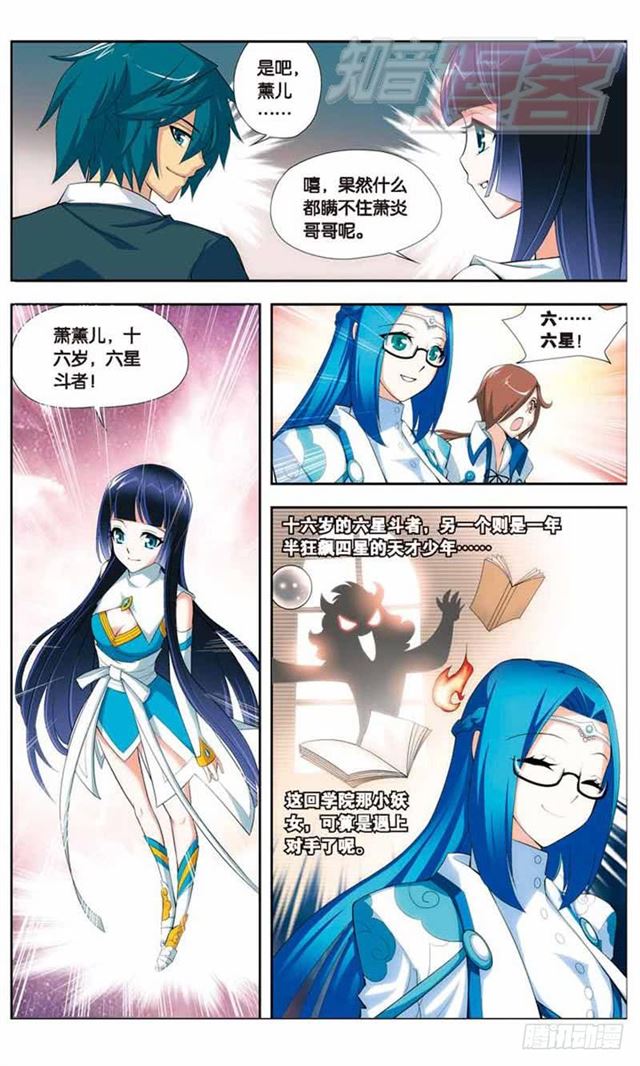 知音漫客
是吧，
薰儿
……
嘻，果然什么
都瞒不住萧炎
哥哥呢。
萧薰儿，十
六岁，六星
斗者！
六……
六星！
十六岁的六星斗者，另一个则是一年
半狂飙四星的天才少年……
这回学院那小妖
女，可算是遇上
对手了呢。
腾讯动漫